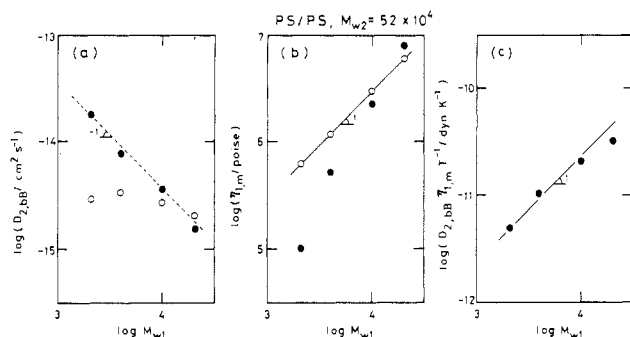 PS/PS, Mw2 = 52 × 10⁴
(a)
-13
-14
-15
log(D2,bB / cm² s⁻¹)
-1
3
4
log Mw1
(b)
7
6
5
log(η1,m/poise)
1
3
4
log Mw1
(c)
-10
-11
-12
log(D2,bB η1,m T⁻¹/dyn K⁻¹)
1
3
4
log Mw1